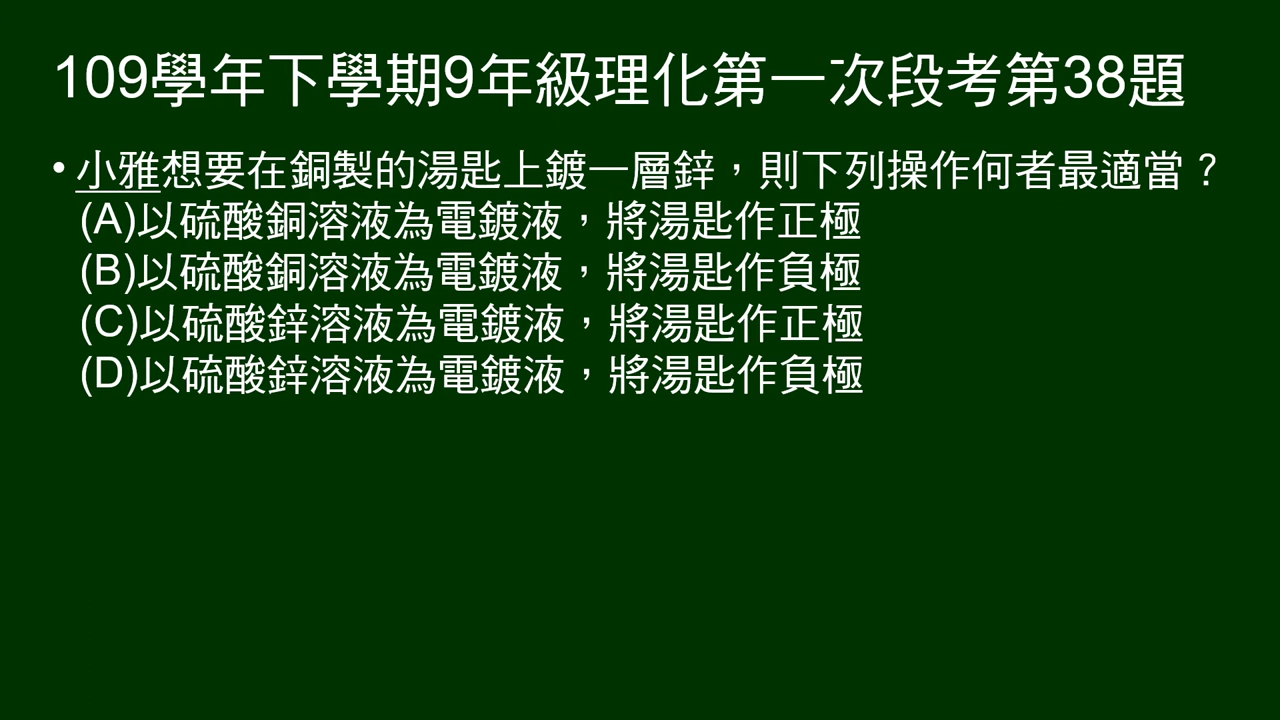 109學年下學期9年級理化第一次段考第38題
• 小雅想要在銅製的湯匙上鍍一層鋅，則下列操作何者最適當？
(A)以硫酸銅溶液為電鍍液，將湯匙作正極
(B)以硫酸銅溶液為電鍍液，將湯匙作負極
(C)以硫酸鋅溶液為電鍍液，將湯匙作正極
(D)以硫酸鋅溶液為電鍍液，將湯匙作負極